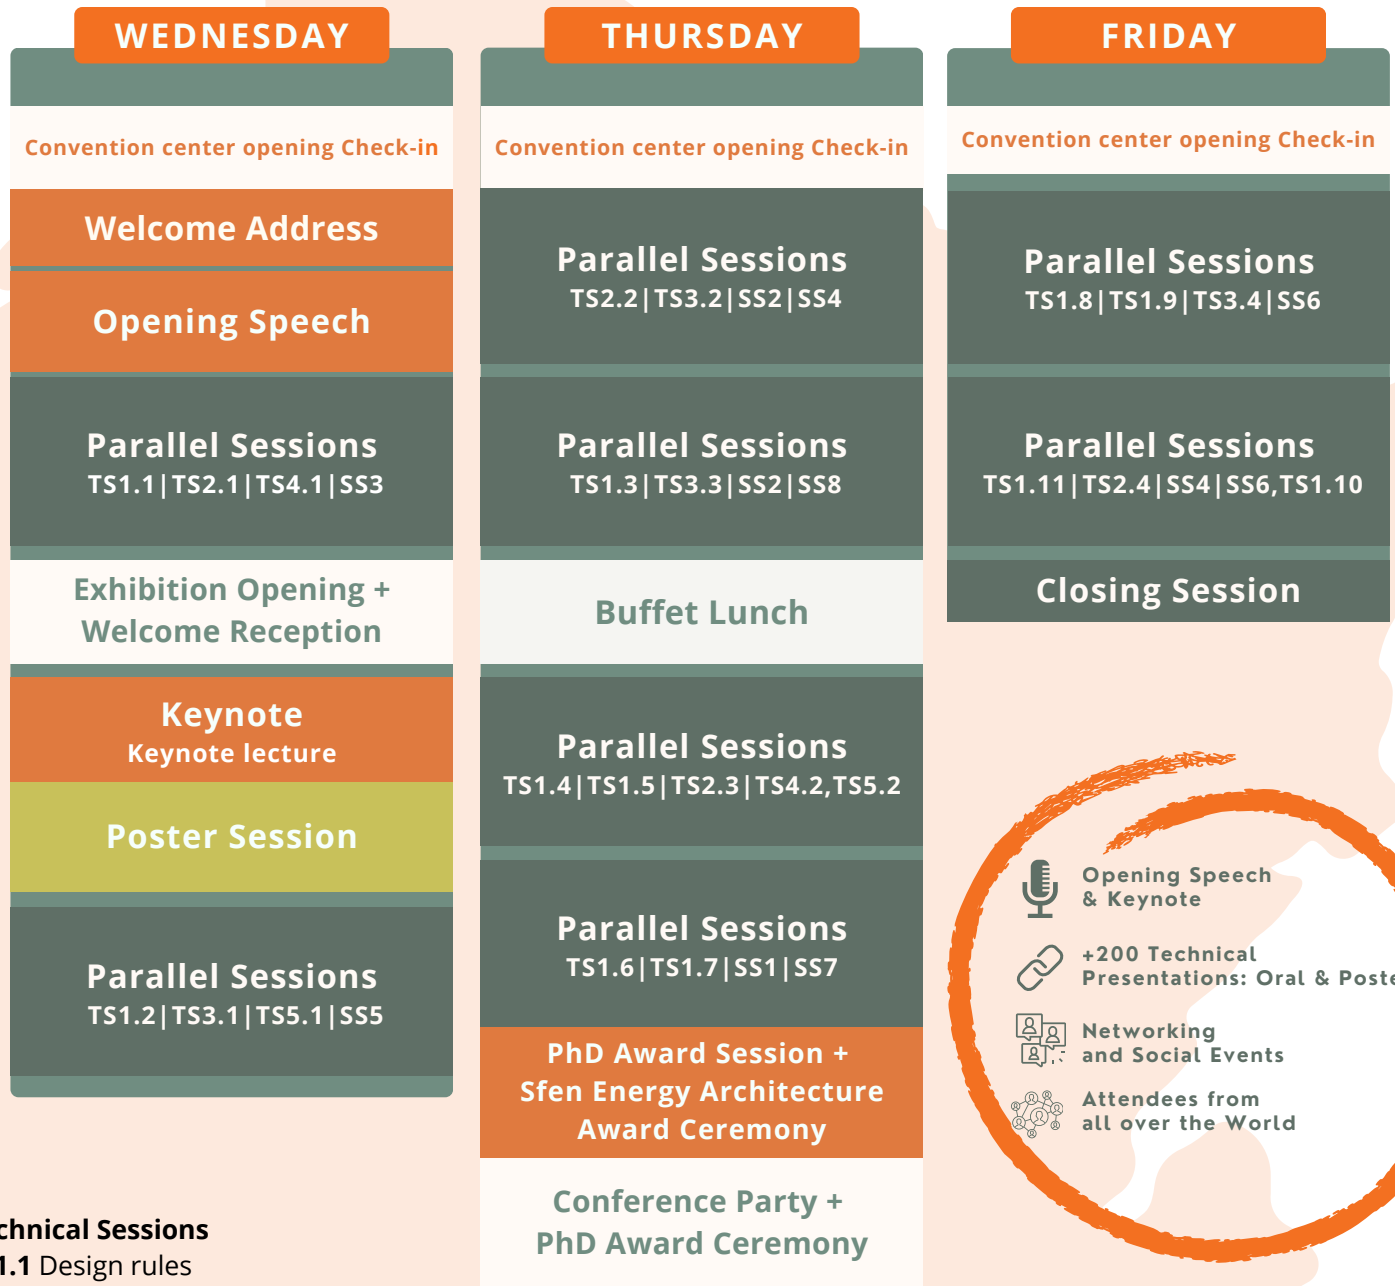 WEDNESDAY
Convention center opening Check-in
Welcome Address
Opening Speech
Parallel Sessions
TS1.1|TS2.1|TS4.1|SS3
Exhibition Opening +
Welcome Reception
Keynote
Keynote lecture
Poster Session
Parallel Sessions
TS1.2|TS3.1|TS5.1|SS5
THURSDAY
Convention center opening Check-in
Parallel Sessions
TS2.2|TS3.2|SS2|SS4
Parallel Sessions
TS1.3|TS3.3|SS2|SS8
Buffet Lunch
Parallel Sessions
TS1.4|TS1.5|TS2.3|TS4.2,TS5.2
Parallel Sessions
TS1.6|TS1.7|SS1|SS7
PhD Award Session +
Sfen Energy Architecture
Award Ceremony
Conference Party +
PhD Award Ceremony
FRIDAY
Convention center opening Check-in
Parallel Sessions
TS1.8|TS1.9|TS3.4|SS6
Parallel Sessions
TS1.11|TS2.4|SS4|SS6,TS1.10
Closing Session
Opening Speech
& Keynote
+200 Technical
Presentations: Oral & Poste
Networking
and Social Events
Attendees from
all over the World
chnical Sessions
1.1 Design rules